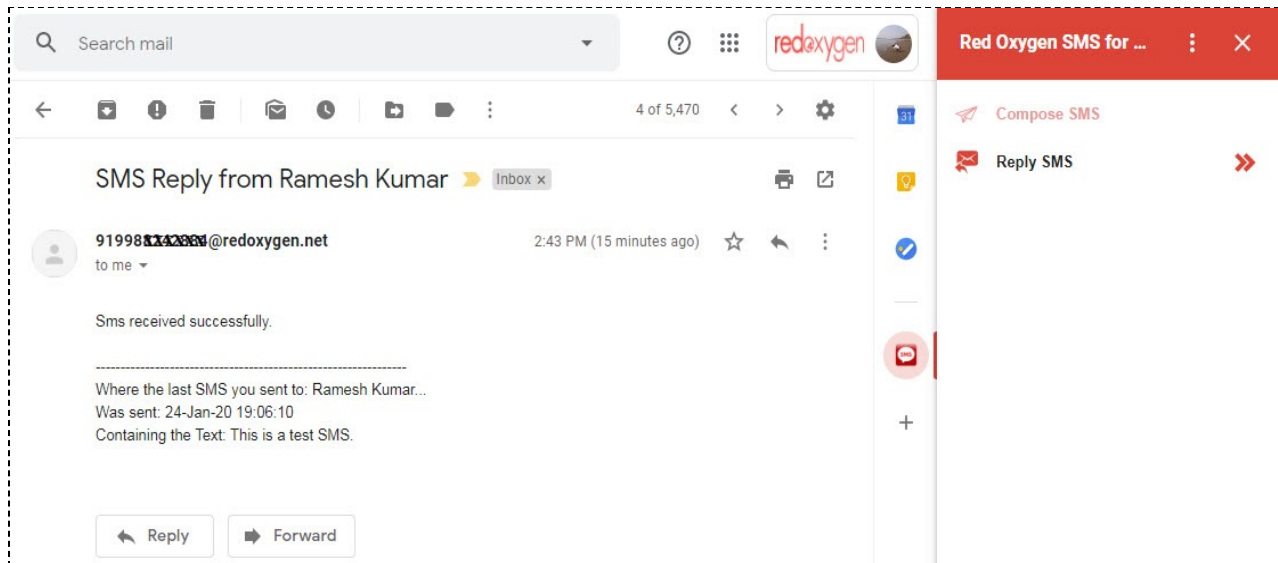 Search mail
redoxygen
Red Oxygen SMS for ...
4 of 5,470
31
Compose SMS
Reply SMS
SMS Reply from Ramesh Kumar
Inbox ×
@redoxygen.net
2:43 PM (15 minutes ago)
to me
Sms received successfully.
---------------------------------------------------------------
Where the last SMS you sent to: Ramesh Kumar...
Was sent: 24-Jan-20 19:06:10
Containing the Text: This is a test SMS.
SMS
Reply
Forward